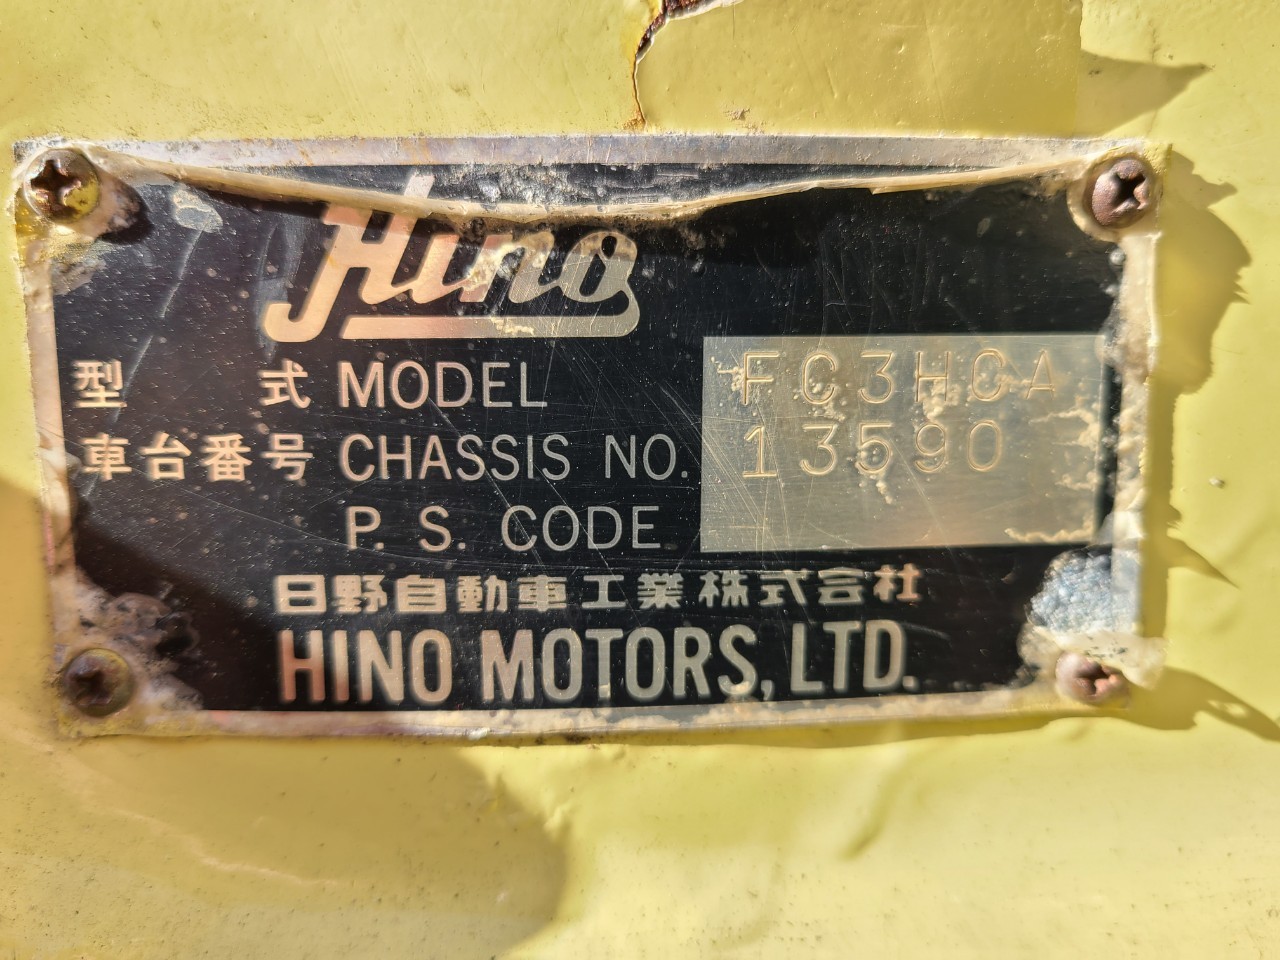 Hino
型 式 MODEL FC3HCA
車台番号 CHASSIS NO. 13590
P. S. CODE
日野自動車工業株式会社
HINO MOTORS, LTD.